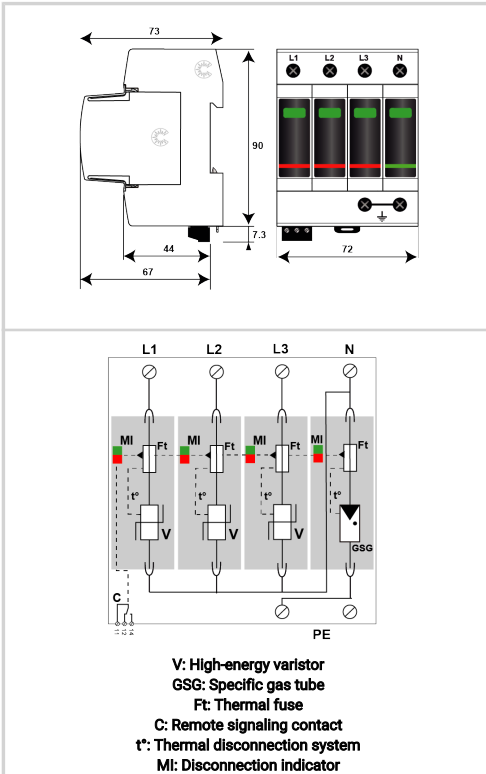 73
L1 L2 L3 N
90
7.3
44
67
72
L1 L2 L3 N
MI Ft MI Ft MI Ft MI Ft
t° t° t° t°
V V V
GSG
C
11 12 14
PE
V: High-energy varistor
GSG: Specific gas tube
Ft: Thermal fuse
C: Remote signaling contact
t°: Thermal disconnection system
MI: Disconnection indicator